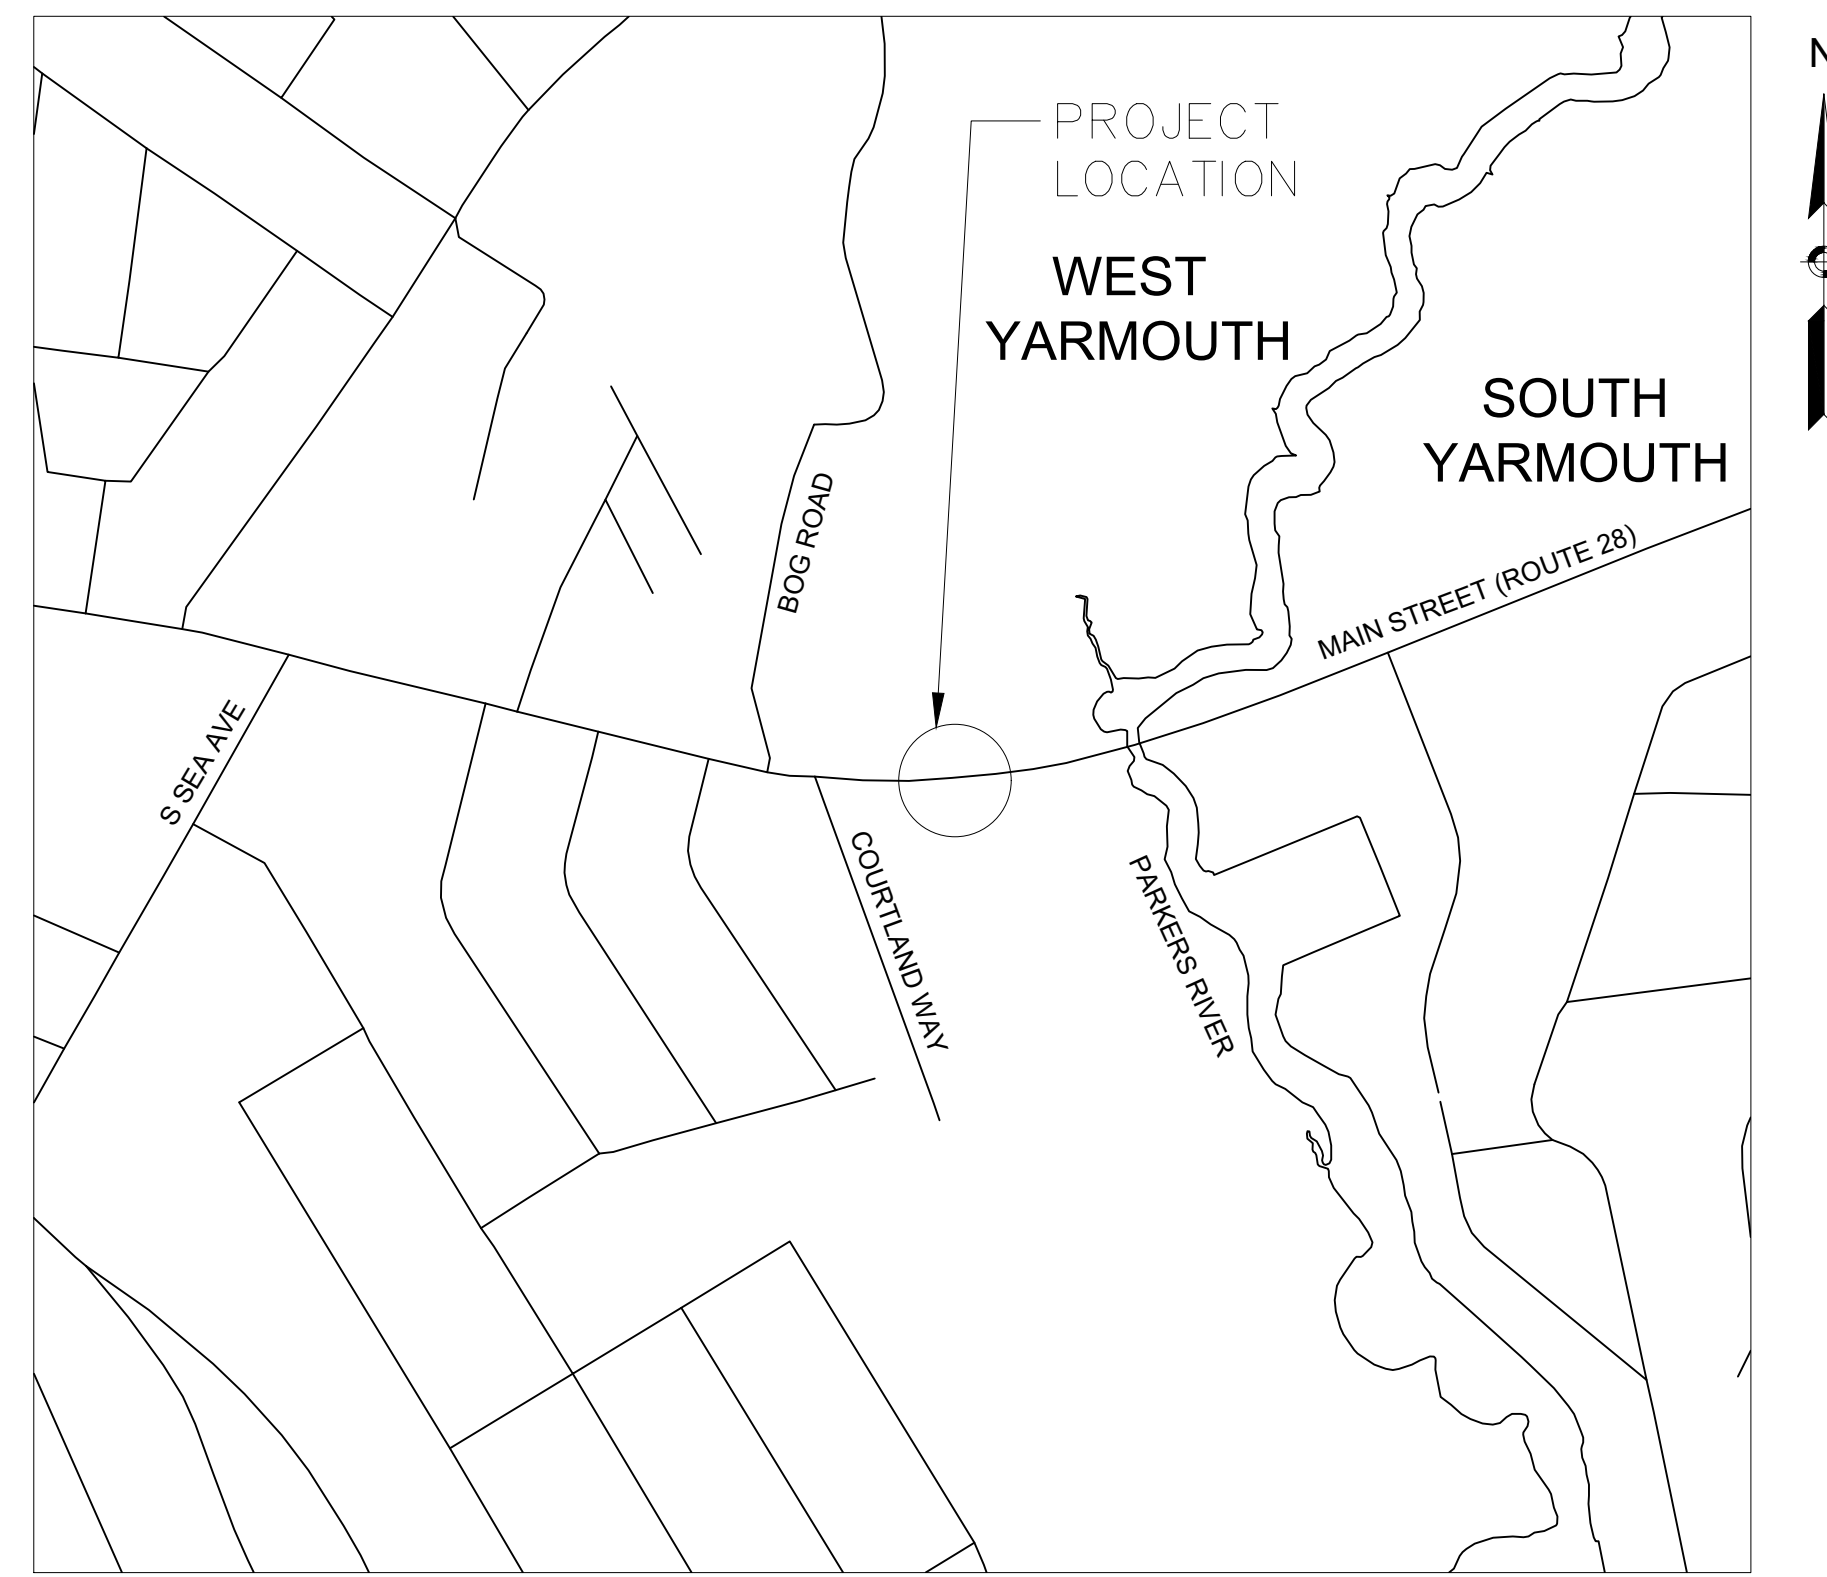 N
PROJECT
LOCATION
WEST
YARMOUTH
SOUTH
YARMOUTH
BOG ROAD
MAIN STREET (ROUTE 28)
S SEA AVE
COURTLAND WAY
PARKERS RIVER